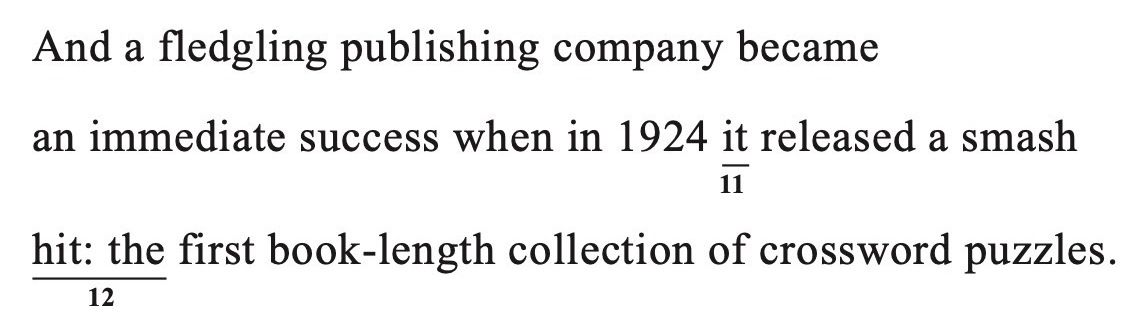 And a fledgling publishing company became
an immediate success when in 1924 it released a smash
11
hit: the first book-length collection of crossword puzzles.
12